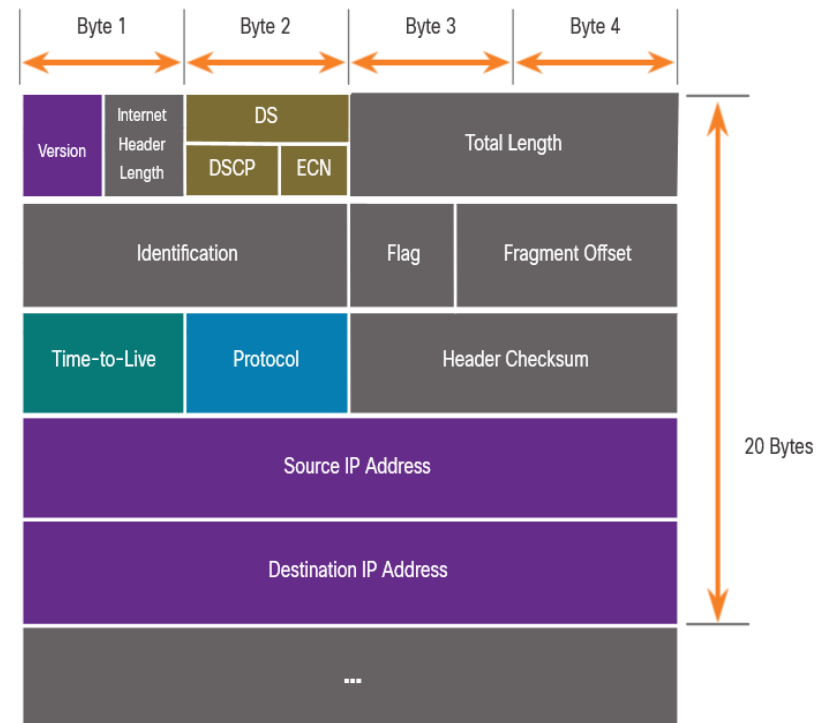 Byte 1
Byte 2
Byte 3
Byte 4
Version
Internet
Header
Length
DS
DSCP
ECN
Total Length
Identification
Flag
Fragment Offset
Time-to-Live
Protocol
Header Checksum
Source IP Address
20 Bytes
Destination IP Address
...